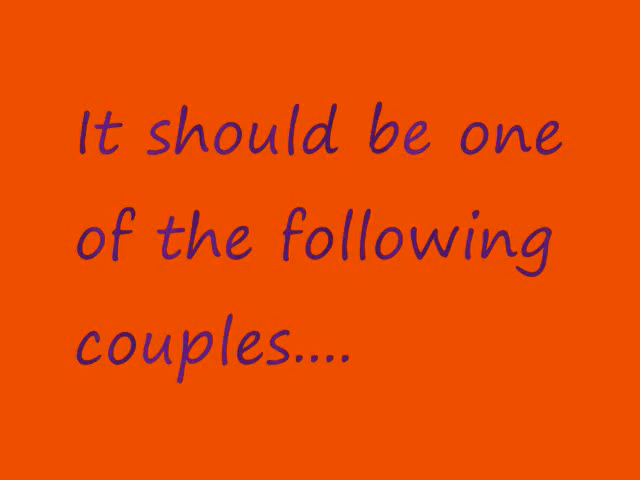 It should be one
of the following
couples....